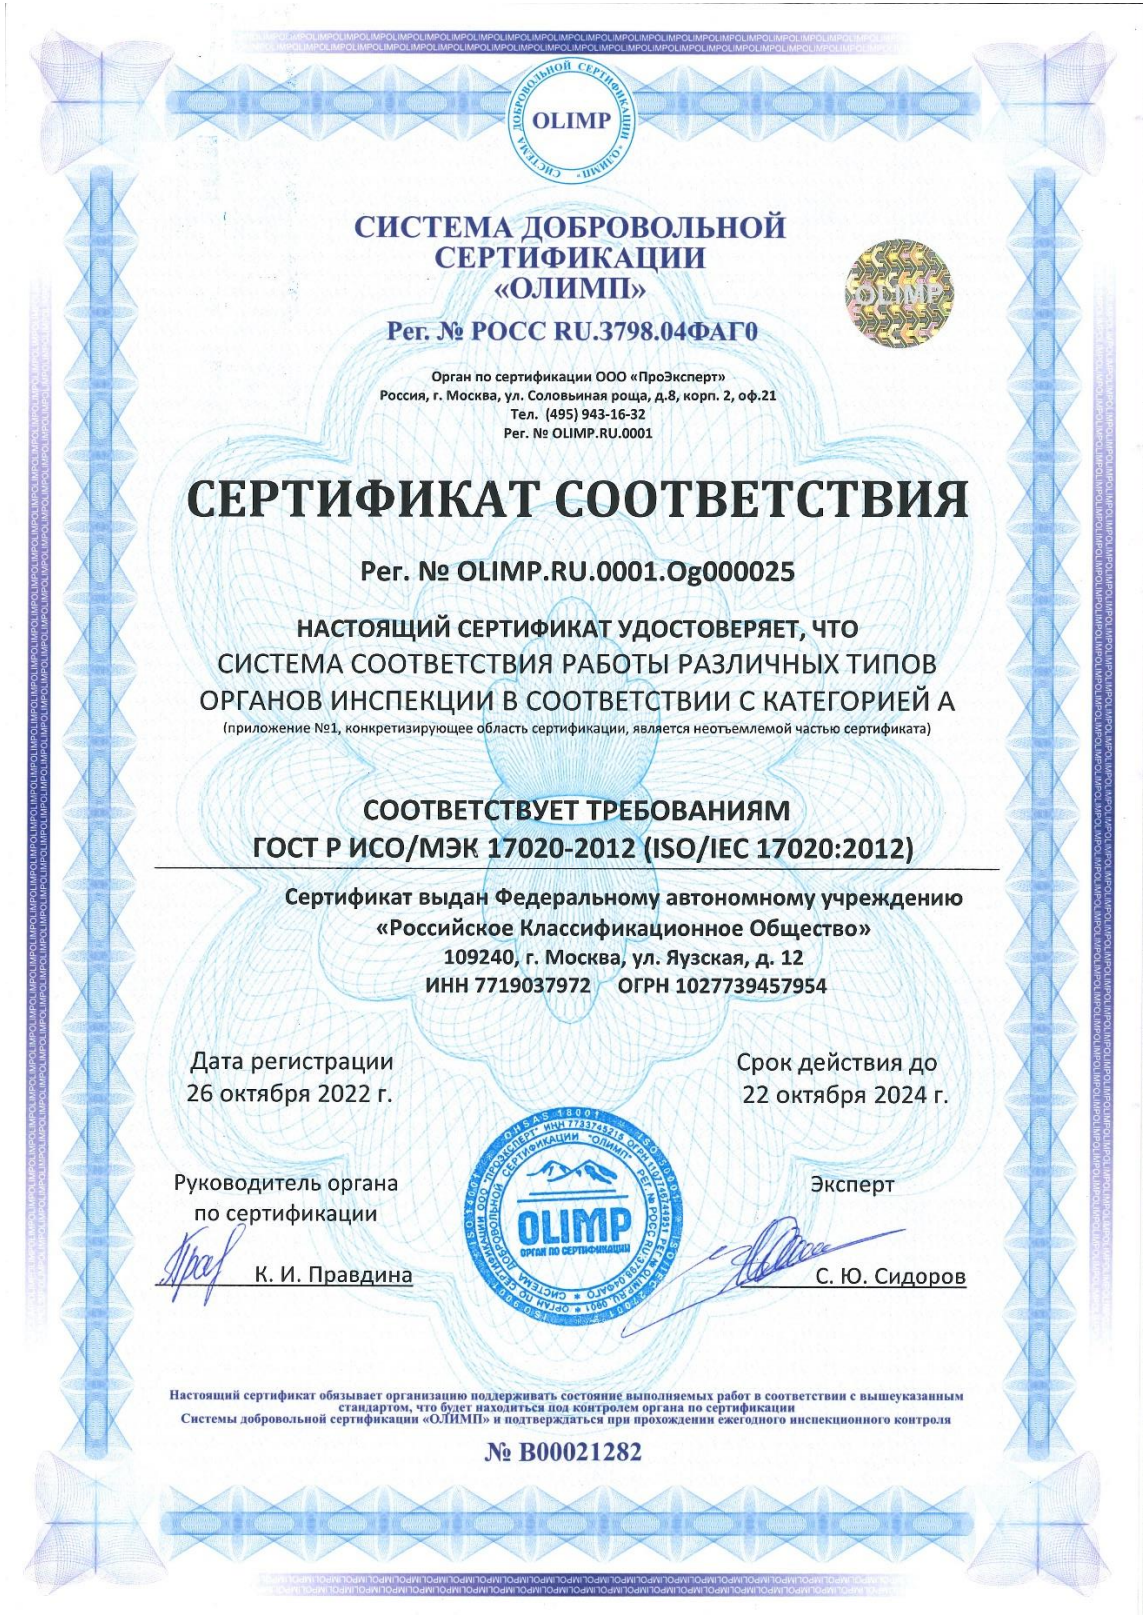 OLIMP
СИСТЕМА ДОБРОВОЛЬНОЙ СЕРТИФИКАЦИИ "ОЛИМП"
СИСТЕМА ДОБРОВОЛЬНОЙ
СЕРТИФИКАЦИИ
«ОЛИМП»
OLIMP
Рег. № РОСС RU.З798.04ФАГ0
Орган по сертификации ООО «ПроЭксперт»
Россия, г. Москва, ул. Соловьиная роща, д.8, корп. 2, оф.21
Тел. (495) 943-16-32
Рег. № OLIMP.RU.0001
СЕРТИФИКАТ СООТВЕТСТВИЯ
Рег. № OLIMP.RU.0001.Og000025
НАСТОЯЩИЙ СЕРТИФИКАТ УДОСТОВЕРЯЕТ, ЧТО
СИСТЕМА СООТВЕТСТВИЯ РАБОТЫ РАЗЛИЧНЫХ ТИПОВ
ОРГАНОВ ИНСПЕКЦИИ В СООТВЕТСТВИИ С КАТЕГОРИЕЙ А
(приложение №1, конкретизирующее область сертификации, является неотъемлемой частью сертификата)
СООТВЕТСТВУЕТ ТРЕБОВАНИЯМ
ГОСТ Р ИСО/МЭК 17020-2012 (ISO/IEC 17020:2012)
Сертификат выдан Федеральному автономному учреждению
«Российское Классификационное Общество»
109240, г. Москва, ул. Яузская, д. 12
ИНН 7719037972 ОГРН 1027739457954
Дата регистрации
26 октября 2022 г.
Срок действия до
22 октября 2024 г.
Руководитель органа
по сертификации
К. И. Правдина
Эксперт
С. Ю. Сидоров
OLIMP
ОРГАН ПО СЕРТИФИКАЦИИ
Настоящий сертификат обязывает организацию поддерживать состояние выполняемых работ в соответствии с вышеуказанным
стандартом, что будет находиться под контролем органа по сертификации
Системы добровольной сертификации «ОЛИМП» и подтверждаться при прохождении ежегодного инспекционного контроля
№ В00021282